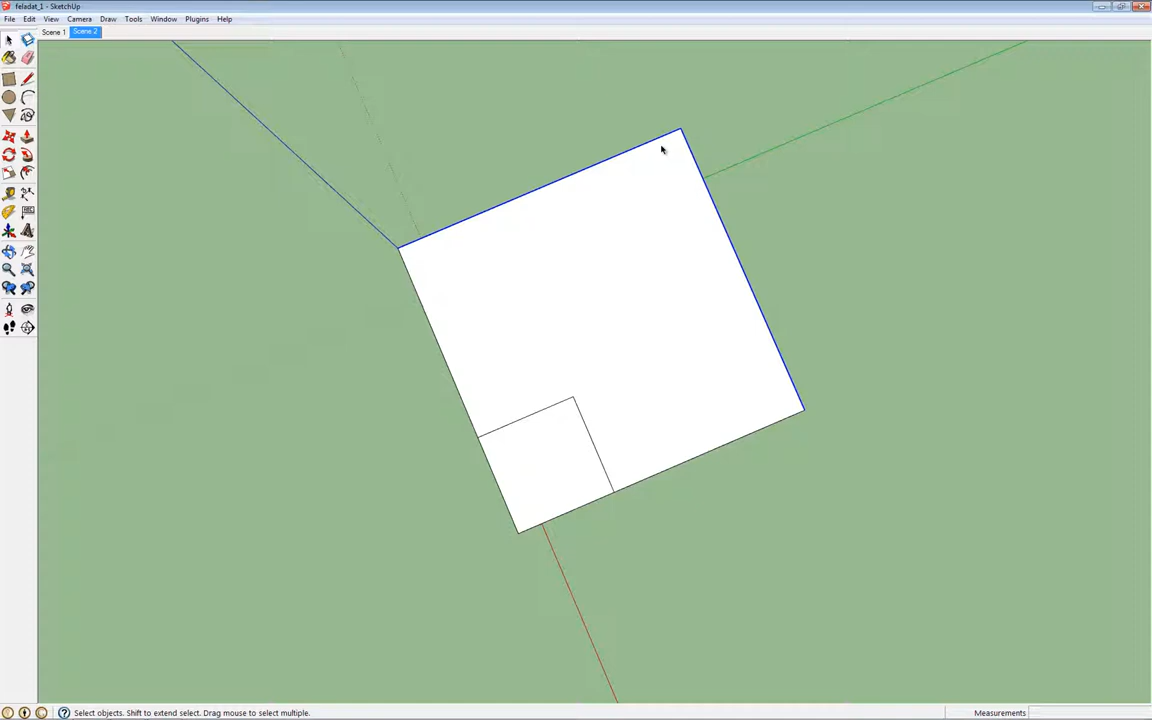 feladat_1 - SketchUp
File Edit View Camera Draw Tools Window Plugins Help
Scene 1 Scene 2
Select objects. Shift to extend select. Drag mouse to select multiple. Measurements